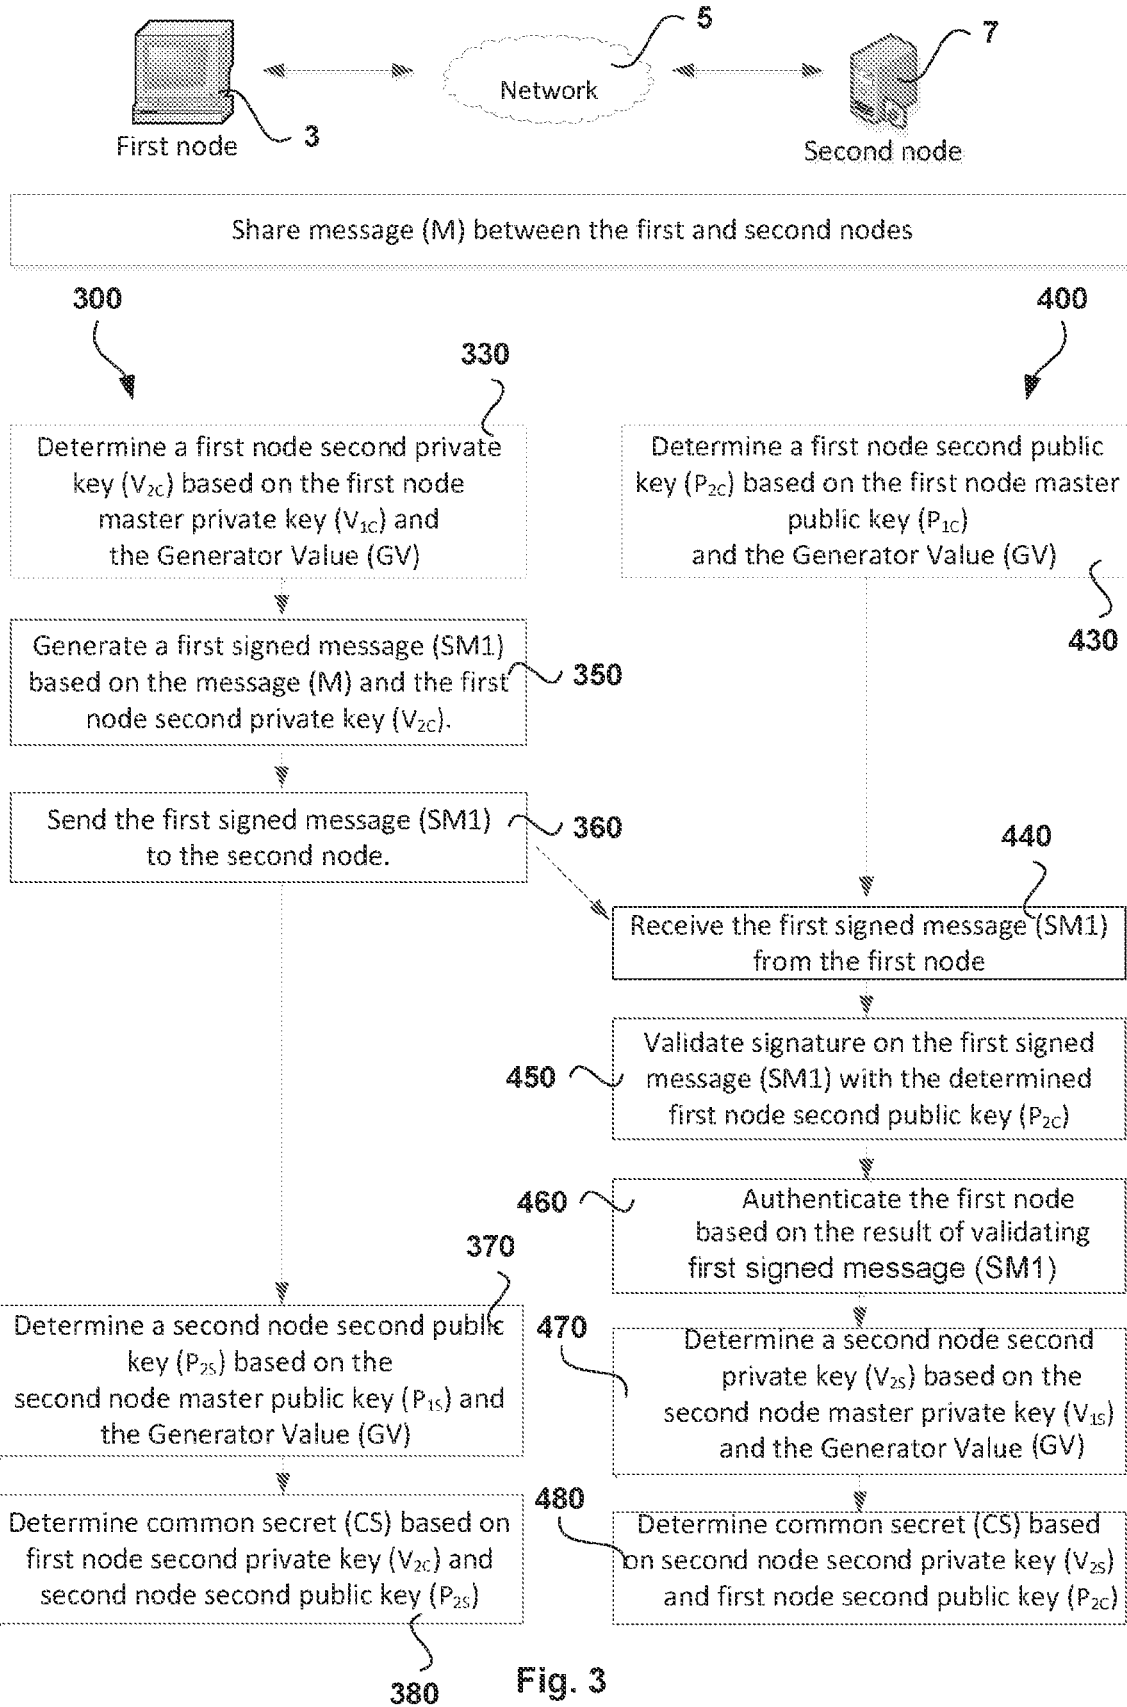 5
7
Network
3
First node
Second node
Share message (M) between the first and second nodes
300
400
330
Determine a first node second private
key (V2C) based on the first node
master private key (V1C) and
the Generator Value (GV)
Determine a first node second public
key (P2C) based on the first node master
public key (P1C)
and the Generator Value (GV)
430
Generate a first signed message (SM1)
based on the message (M) and the first
node second private key (V2C).
350
Send the first signed message (SM1)
to the second node.
360
440
Receive the first signed message (SM1)
from the first node
450
Validate signature on the first signed
message (SM1) with the determined
first node second public key (P2C)
460
Authenticate the first node
based on the result of validating
first signed message (SM1)
370
Determine a second node second public
key (P2S) based on the
second node master public key (P1S) and
the Generator Value (GV)
470
Determine a second node second
private key (V2S) based on the
second node master private key (V1S)
and the Generator Value (GV)
Determine common secret (CS) based on
first node second private key (V2C) and
second node second public key (P2S)
380
480
Determine common secret (CS) based
on second node second private key (V2S)
and first node second public key (P2C)
Fig. 3